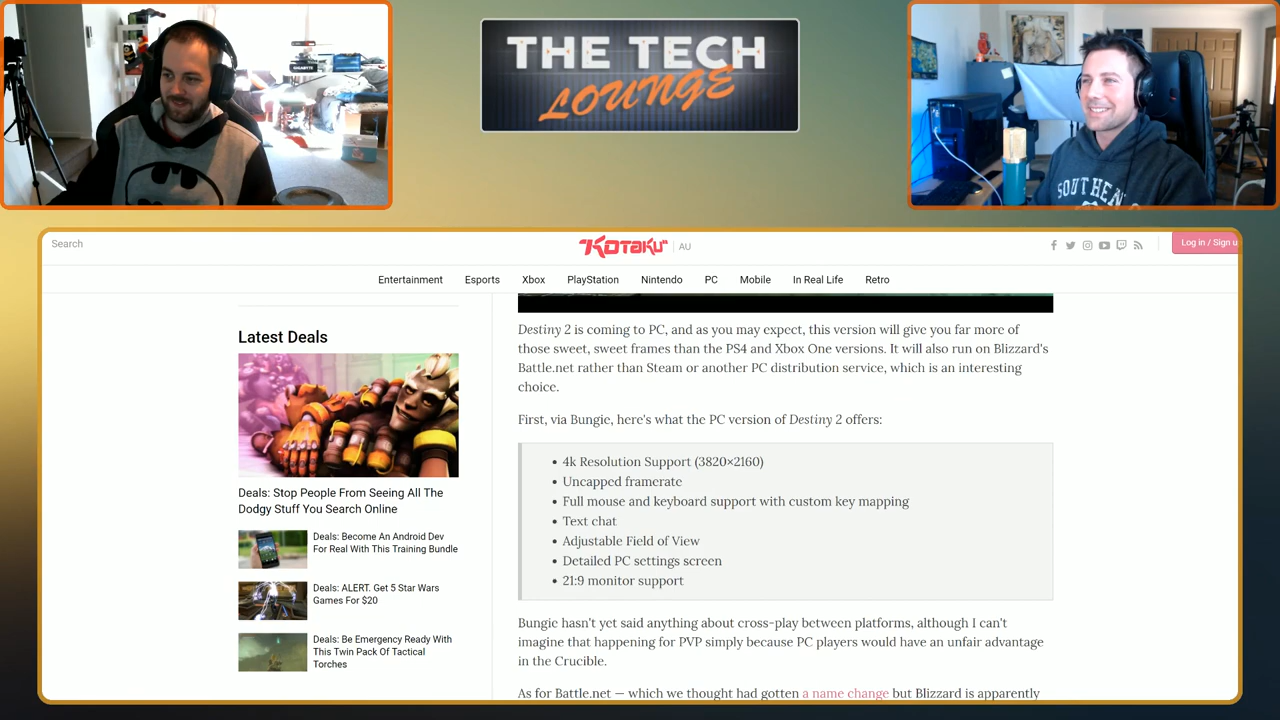 THE TECH
LOUNGE
SOUTHE
Search
KOTAKU
AU
Log in / Sign u
Entertainment
Esports
Xbox
PlayStation
Nintendo
PC
Mobile
In Real Life
Retro
Latest Deals
Deals: Stop People From Seeing All The
Dodgy Stuff You Search Online
Deals: Become An Android Dev
For Real With This Training Bundle
Deals: ALERT. Get 5 Star Wars
Games For $20
Deals: Be Emergency Ready With
This Twin Pack Of Tactical
Torches
Destiny 2 is coming to PC, and as you may expect, this version will give you far more of
those sweet, sweet frames than the PS4 and Xbox One versions. It will also run on Blizzard's
Battle.net rather than Steam or another PC distribution service, which is an interesting
choice.
First, via Bungie, here's what the PC version of Destiny 2 offers:
• 4k Resolution Support (3820×2160)
• Uncapped framerate
• Full mouse and keyboard support with custom key mapping
• Text chat
• Adjustable Field of View
• Detailed PC settings screen
• 21:9 monitor support
Bungie hasn't yet said anything about cross-play between platforms, although I can't
imagine that happening for PVP simply because PC players would have an unfair advantage
in the Crucible.
As for Battle.net — which we thought had gotten a name change but Blizzard is apparently